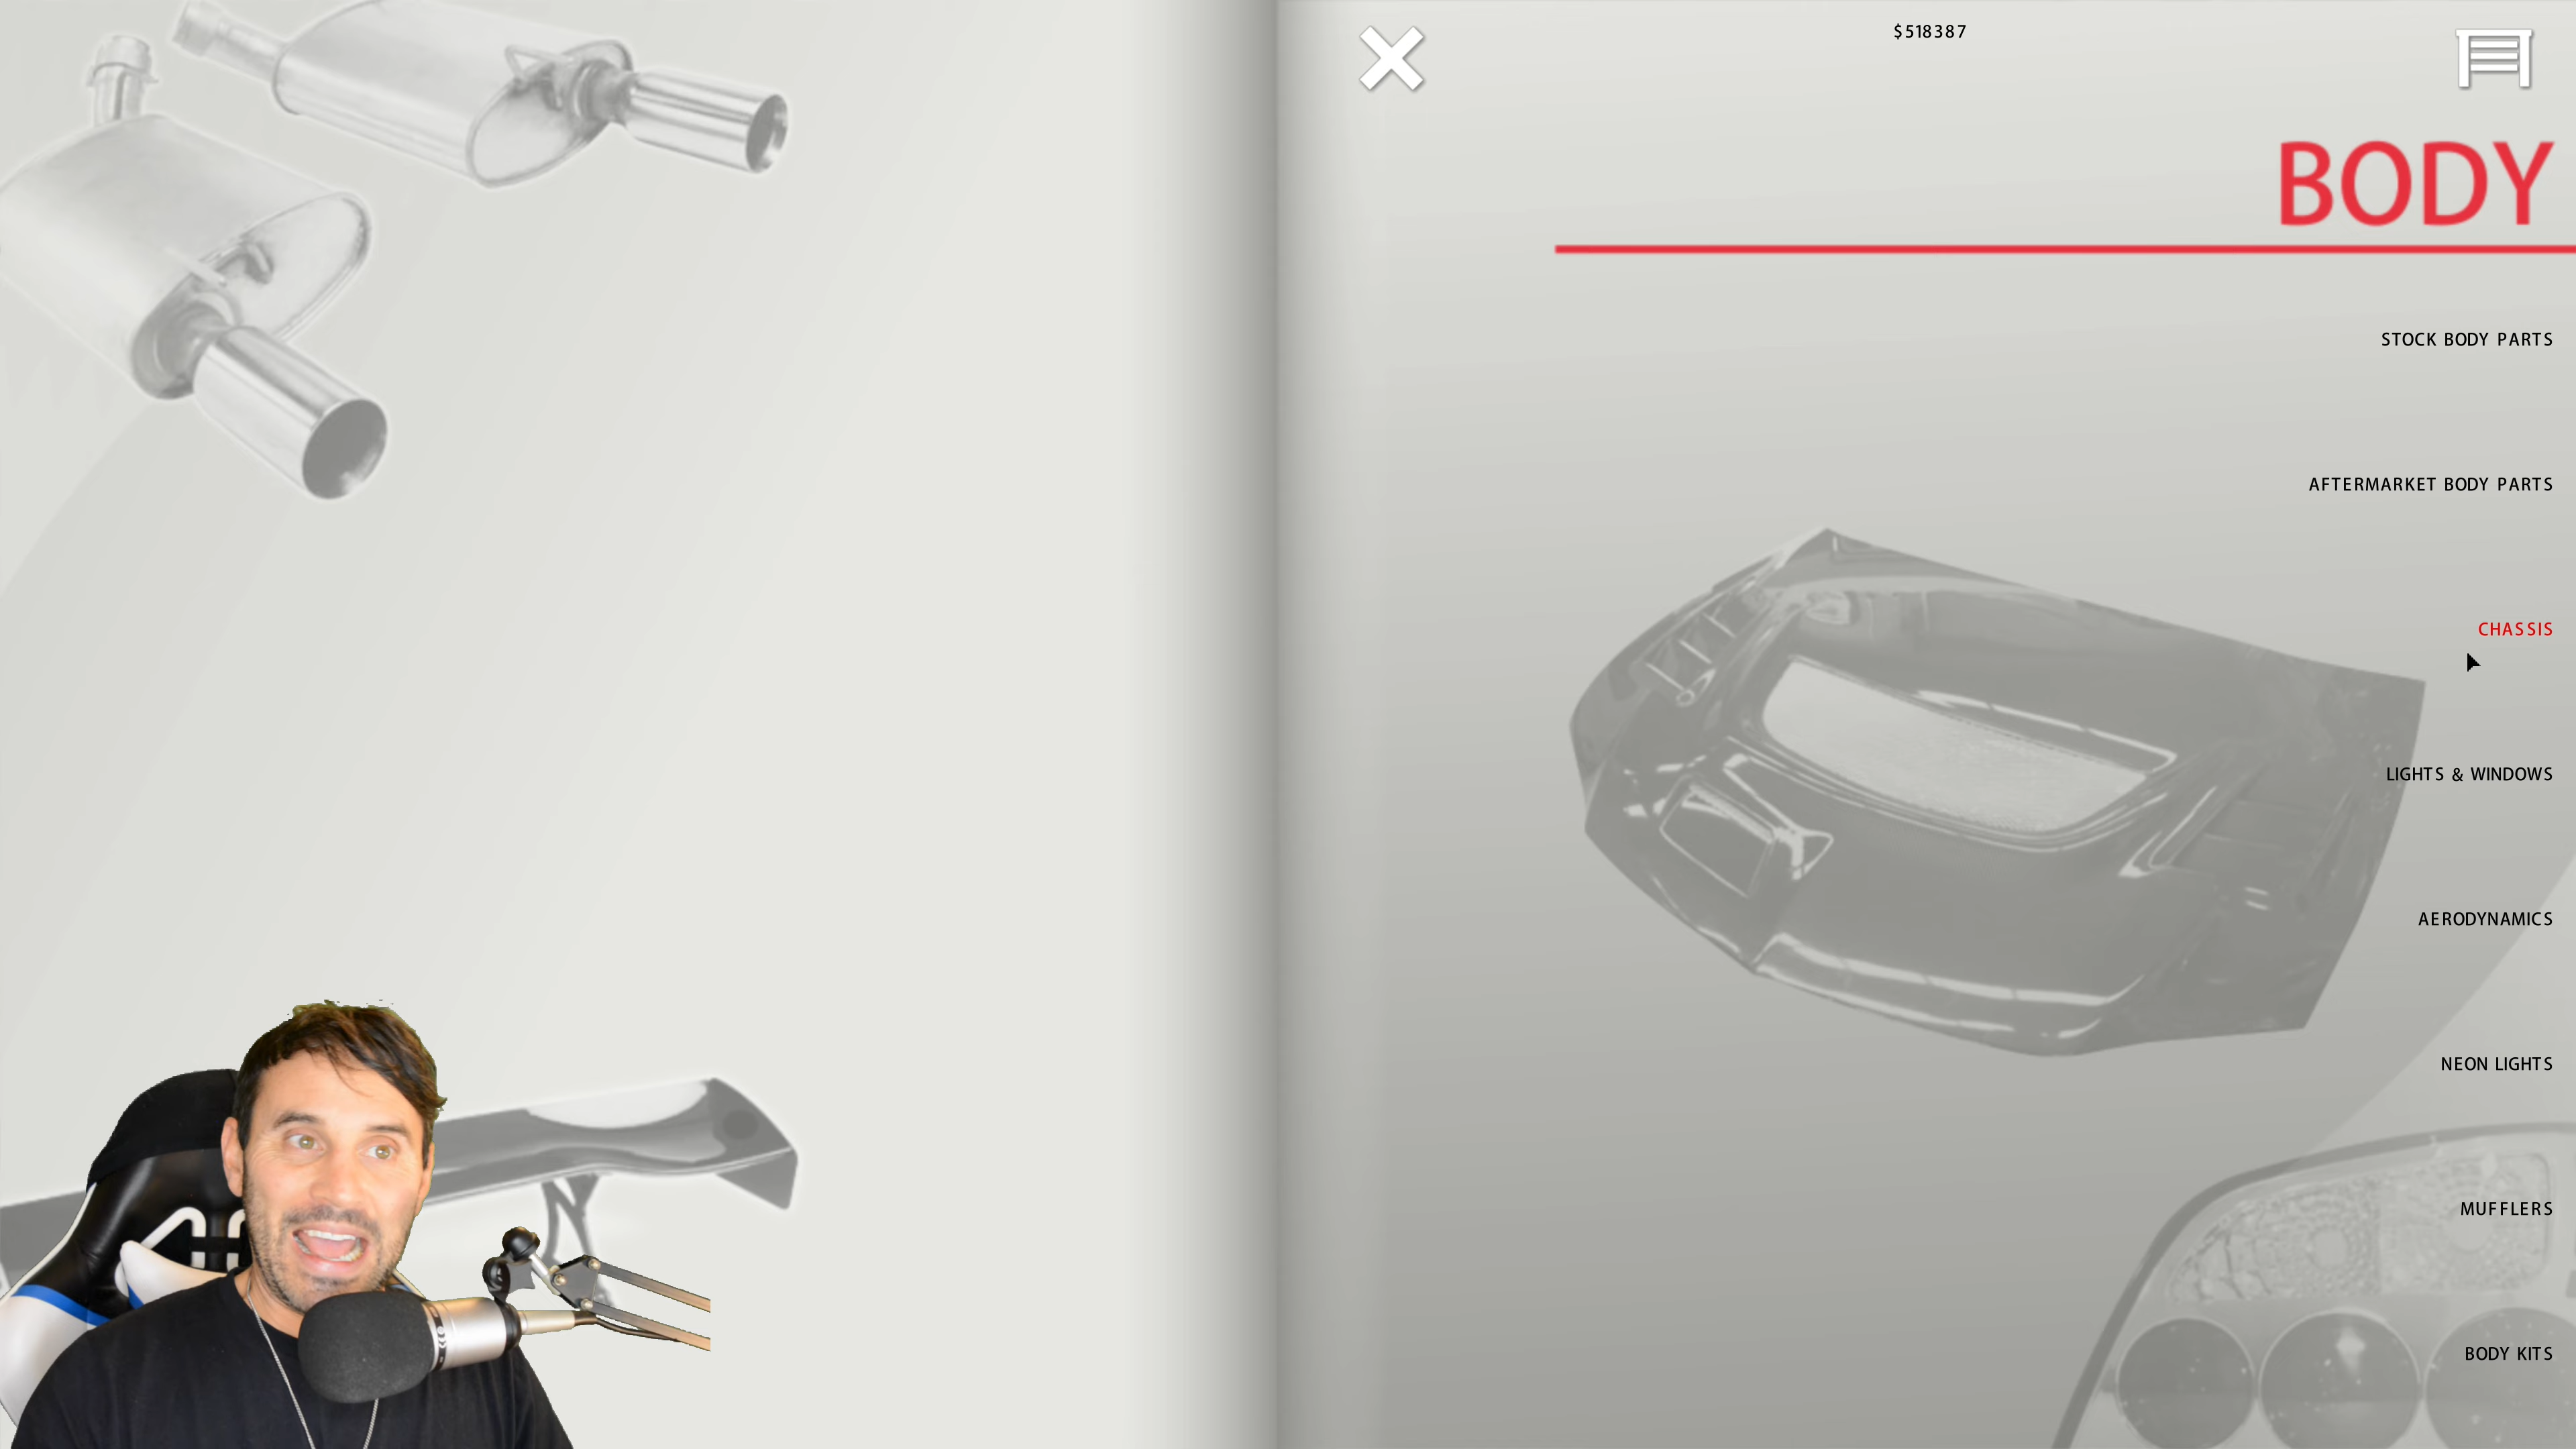 $518387
BODY
STOCK BODY PARTS
AFTERMARKET BODY PARTS
CHASSIS
LIGHTS & WINDOWS
AERODYNAMICS
NEON LIGHTS
MUFFLERS
BODY KITS